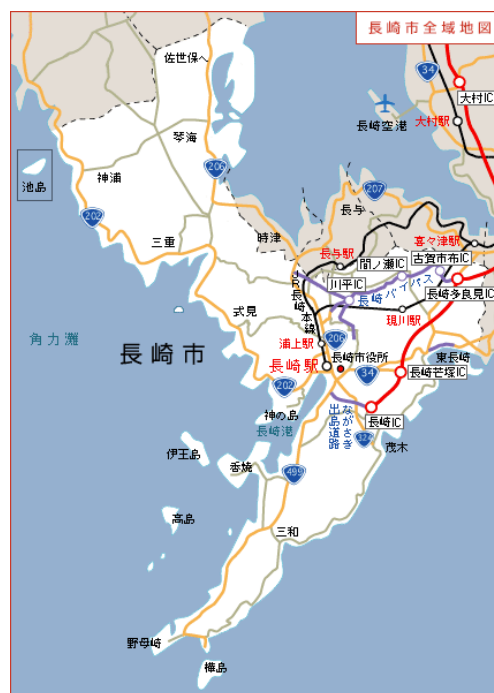 長崎市全域地図
佐世保へ
34
大村IC
大村駅
長崎空港
琴海
池島
神浦
206
207
202
長与
時津
三重
長与駅
喜々津駅
間ノ瀬IC
古賀市布IC
川平IC
長崎バイパス
長崎多良見IC
JR長崎本線
式見
現川駅
角力灘
長崎市
浦上駅
206
長崎市役所
東長崎
長崎駅
34
長崎芒塚IC
202
神の島
長崎港
ながさき
出島道路
長崎IC
324
茂木
伊王島
香焼
499
高島
三和
野母崎
樺島